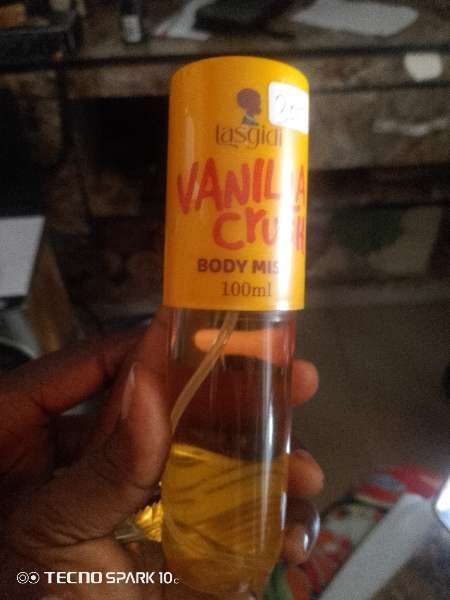 lasgidi
VANILLA
Crush
BODY MIST
100ml
TECNO SPARK 10c